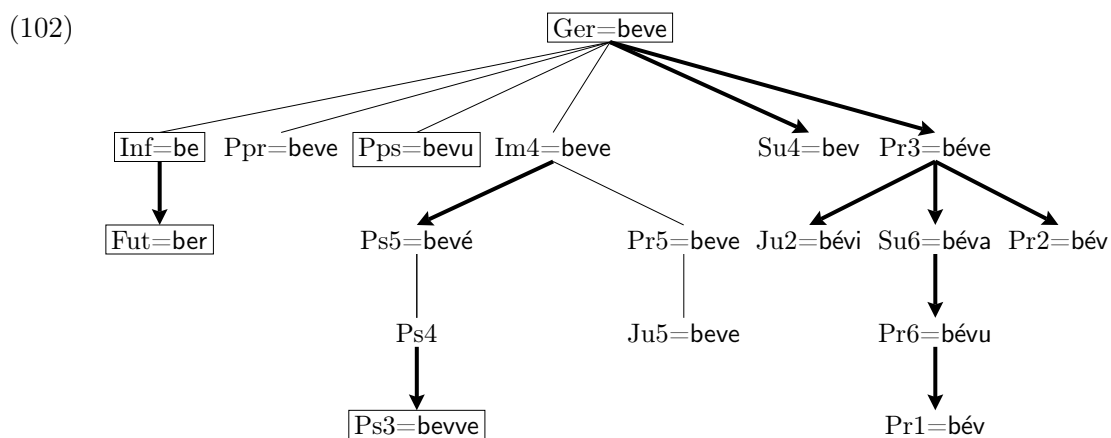 (102) Ger=beve
Inf=be Ppr=beve Pps=bevu Im4=beve Su4=bev Pr3=béve
Fut=ber Ps5=bevé Pr5=beve Ju2=bévi Su6=béva Pr2=bév
Ps4 Ju5=beve Pr6=bévu
Ps3=bevve Pr1=bév